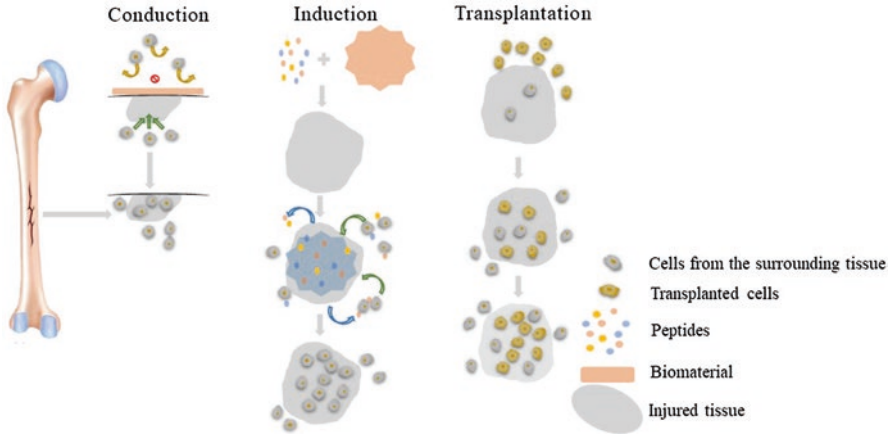 Conduction
Induction
Transplantation
Cells from the surrounding tissue
Transplanted cells
Peptides
Biomaterial
Injured tissue